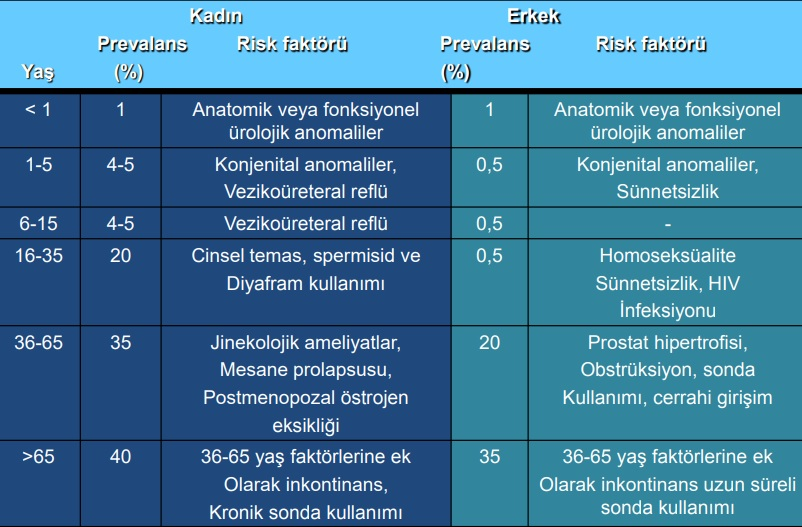 Kadın Erkek
Prevalans Risk faktörü Prevalans Risk faktörü
Yaş (%) (%)
< 1 1 Anatomik veya fonksiyonel 1 Anatomik veya fonksiyonel
ürolojik anomaliler ürolojik anomaliler
1-5 4-5 Konjenital anomaliler, 0,5 Konjenital anomaliler,
Vezikoüreteral reflü Sünnetsizlik
6-15 4-5 Vezikoüreteral reflü 0,5 -
16-35 20 Cinsel temas, spermisid ve 0,5 Homoseksüalite
Diyafram kullanımı Sünnetsizlik, HIV
İnfeksiyonu
36-65 35 Jinekolojik ameliyatlar, 20 Prostat hipertrofisi,
Mesane prolapsusu, Obstrüksiyon, sonda
Postmenopozal östrojen Kullanımı, cerrahi girişim
eksikliği
>65 40 36-65 yaş faktörlerine ek 35 36-65 yaş faktörlerine ek
Olarak inkontinans, Olarak inkontinans uzun süreli
Kronik sonda kullanımı sonda kullanımı